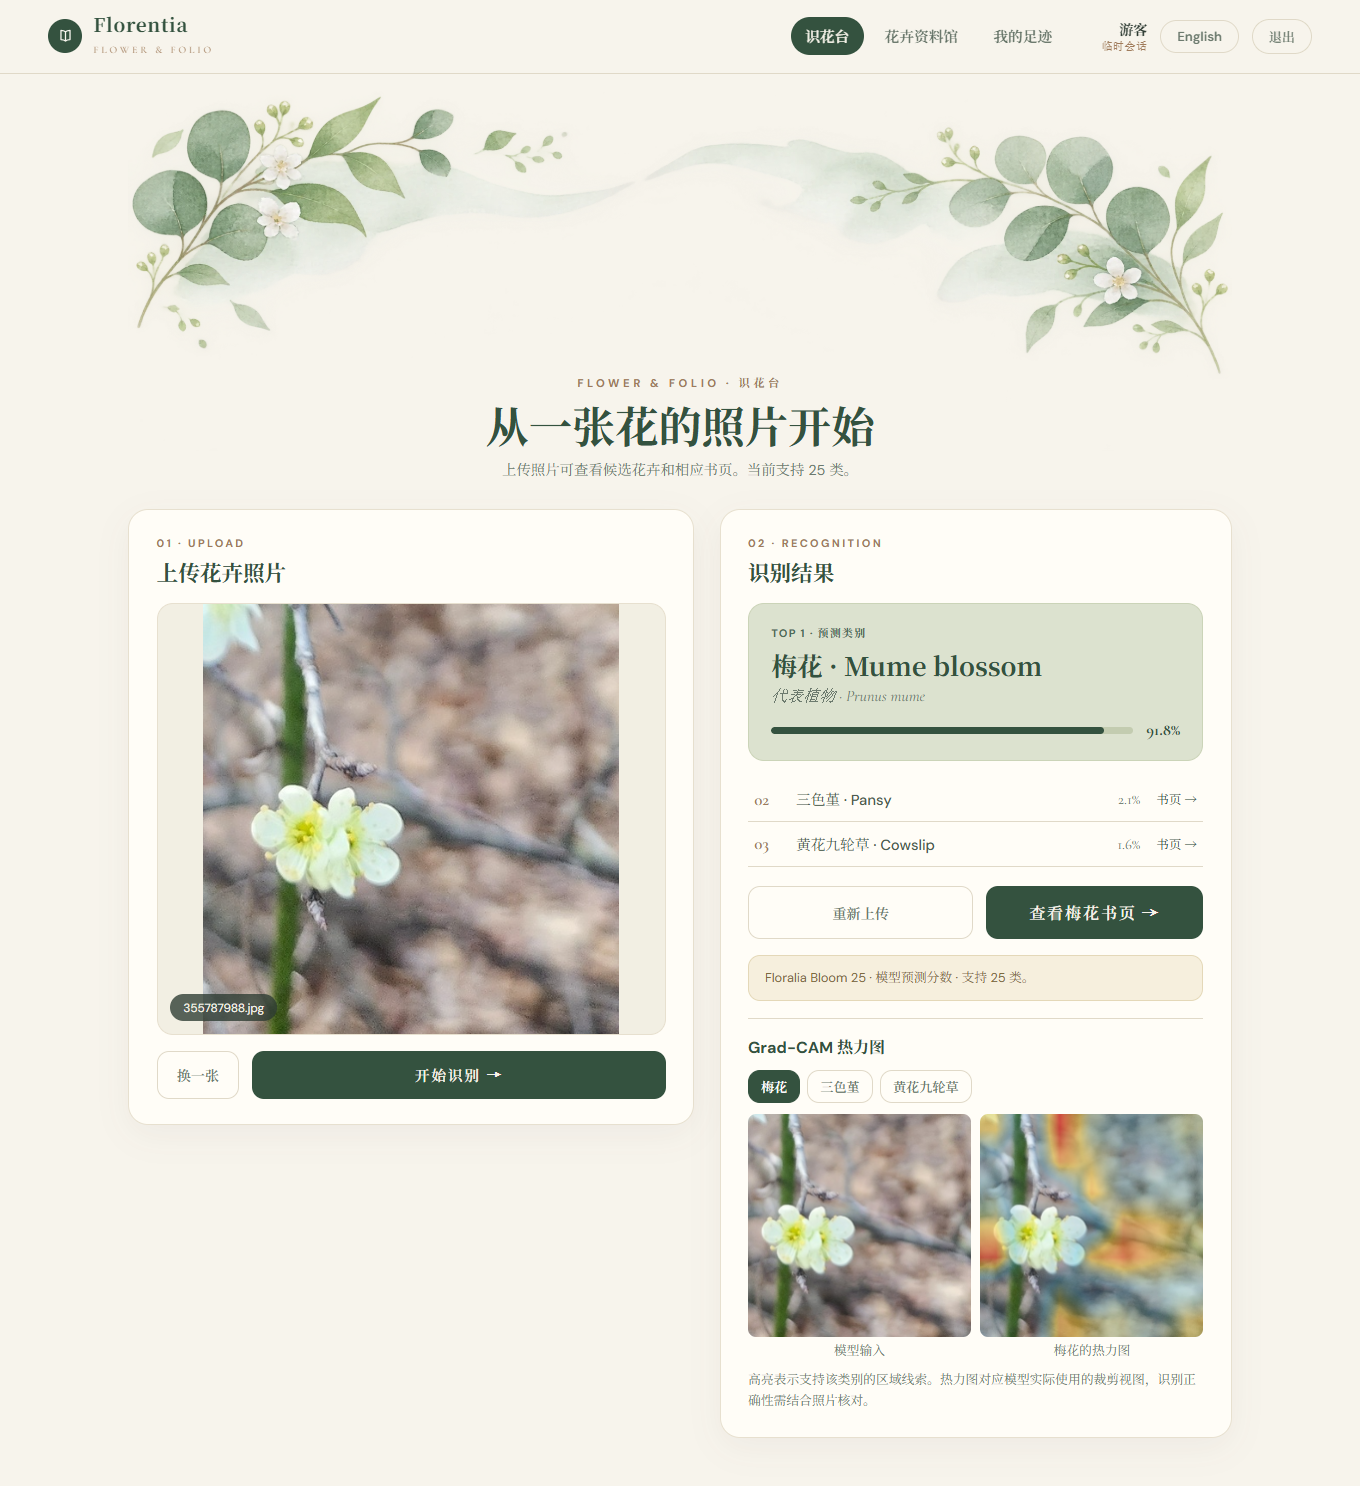 Florentia
FLOWER & FOLIO
识花台
花卉资料馆
我的足迹
游客
临时会话
English
退出
FLOWER & FOLIO · 识花台
从一张花的照片开始
上传照片可查看候选花卉和相应书页。当前支持 25 类。
01 · UPLOAD
上传花卉照片
355787988.jpg
换一张
开始识别 →
02 · RECOGNITION
识别结果
TOP 1 · 预测类别
梅花 · Mume blossom
代表植物 · Prunus mume
91.8%
02 三色堇 · Pansy 2.1% 书页 →
03 黄花九轮草 · Cowslip 1.6% 书页 →
重新上传
查看梅花书页 →
Floralia Bloom 25 · 模型预测分数 · 支持 25 类。
Grad-CAM 热力图
梅花
三色堇
黄花九轮草
模型输入
梅花的热力图
高亮表示支持该类别的区域线索。热力图对应模型实际使用的裁剪视图，识别正
确性需结合照片核对。